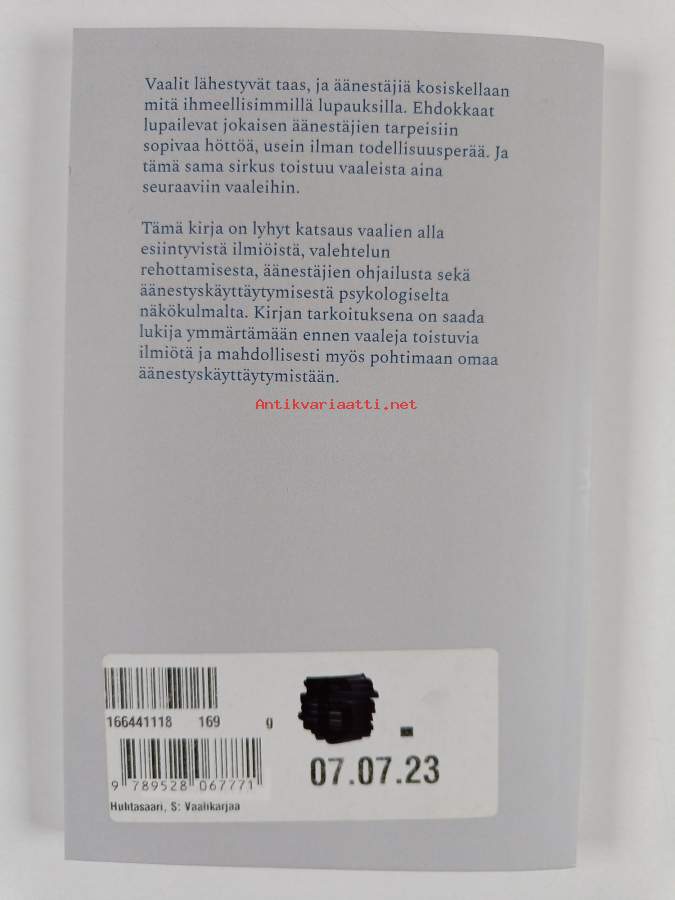 Vaalit lähestyvät taas, ja äänestäjiä kosiskellaan
mitä ihmeellisimmillä lupauksilla. Ehdokkaat
lupailevat jokaisen äänestäjien tarpeisiin
sopivaa höttöä, usein ilman todellisuusperää. Ja
tämä sama sirkus toistuu vaaleista aina
seuraaviin vaaleihin.
Tämä kirja on lyhyt katsaus vaalien alla
esiintyvistä ilmiöistä, valehtelun
rehottamisesta, äänestäjien ohjailusta sekä
äänestyskäyttäytymisestä psykologiselta
näkökulmalta. Kirjan tarkoituksena on saada
lukija ymmärtämään ennen vaaleja toistuvia
ilmiötä ja mahdollisesti myös pohtimaan omaa
äänestyskäyttäytymistään.
Antikvariaatti.net
166441118 169 0
07.07.23
9 789528 067771
Huhtasaari, S: Vaalikarjaa